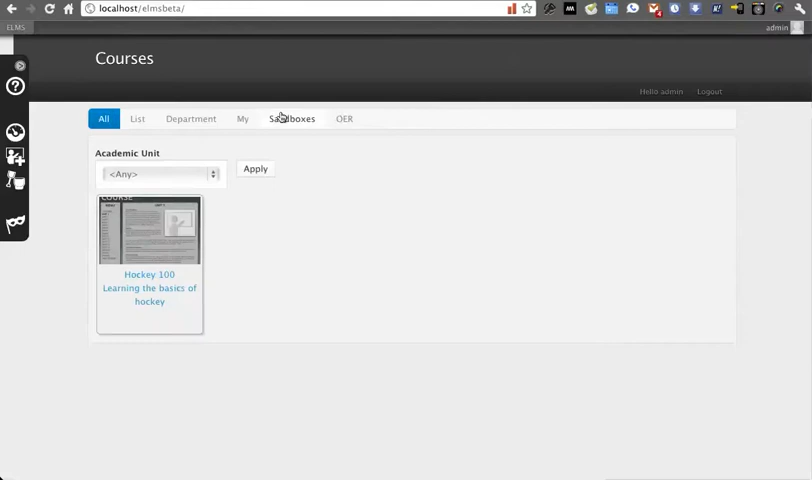 localhost/elmsbeta/
ELMS
admin
Courses
Hello admin
Logout
All
List
Department
My
Sandboxes
OER
Academic Unit
<Any>
Apply
COURSE
Hockey 100
Learning the basics of
hockey